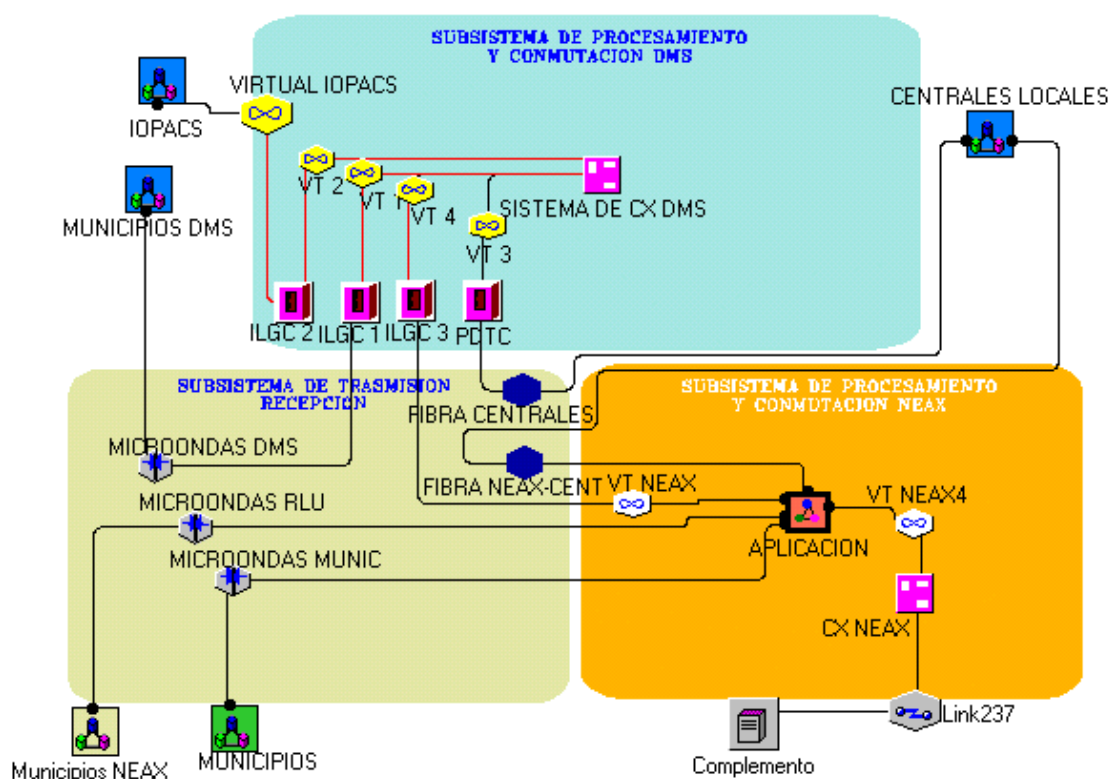 SUBSISTEMA DE PROCESAMIENTO
Y CONMUTACION DMS
VIRTUAL IOPACS
CENTRALES LOCALES
IOPACS
VT 2
VT 1
VT 4
SISTEMA DE CX DMS
MUNICIPIOS DMS
VT 3
ILGC 2
ILGC 1
ILGC 3
PDTC
SUBSISTEMA DE TRASMISION
RECEPCION
SUBSISTEMA DE PROCESAMIENTO
Y CONMUTACION NEAX
FIBRA CENTRALES
MICROONDAS DMS
FIBRA NEAX-CENT
VT NEAX
VT NEAX4
MICROONDAS RLU
APLICACION
MICROONDAS MUNIC
CX NEAX
Link237
MUNICIPIOS
Municipios NEAX
Complemento